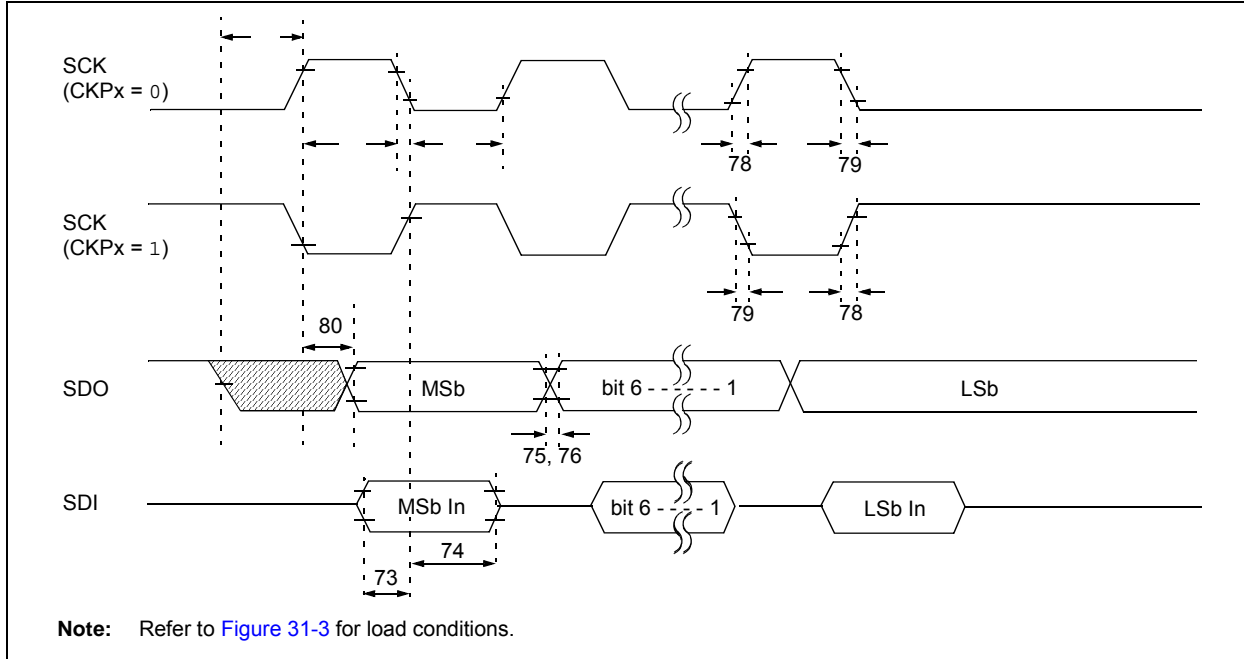 SCK
(CKPx = 0)
78
79
SCK
(CKPx = 1)
79
78
80
SDO
MSb
bit 6 - - - - - - 1
LSb
75, 76
SDI
MSb In
bit 6 - - - - 1
LSb In
74
73
Note: Refer to Figure 31-3 for load conditions.